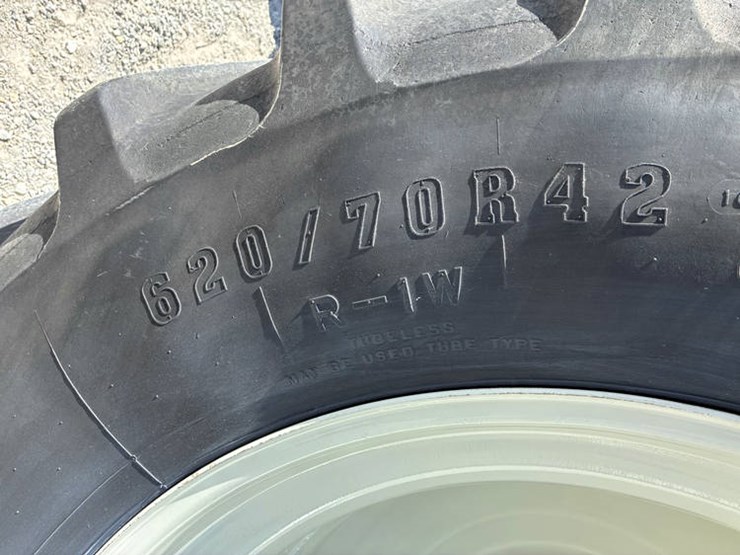 620/70R42
R-1W
TUBELESS
MAY BE USED TUBE TYPE